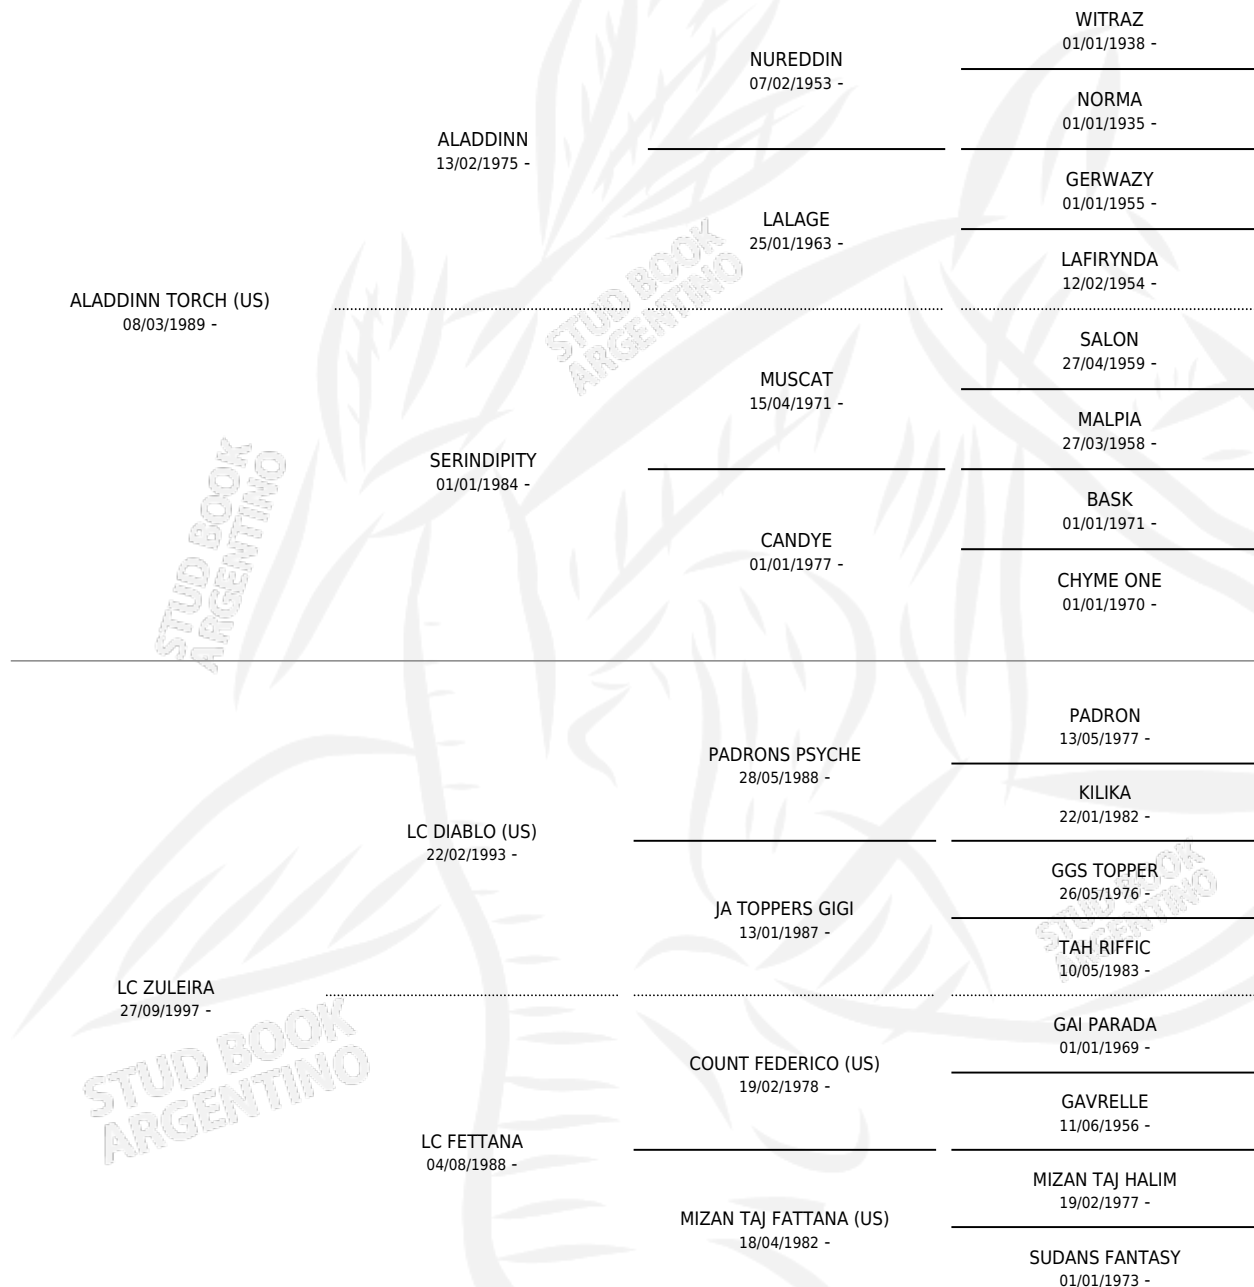 WITRAZ
01/01/1938 -
NUREDDIN
07/02/1953 -
NORMA
01/01/1935 -
ALADDINN
13/02/1975 -
GERWAZY
01/01/1955 -
LALAGE
25/01/1963 -
LAFIRYNDA
12/02/1954 -
ALADDINN TORCH (US)
08/03/1989 -
SALON
27/04/1959 -
MUSCAT
15/04/1971 -
MALPIA
27/03/1958 -
SERINDIPITY
01/01/1984 -
BASK
01/01/1971 -
CANDYE
01/01/1977 -
CHYME ONE
01/01/1970 -
PADRON
13/05/1977 -
PADRONS PSYCHE
28/05/1988 -
KILIKA
22/01/1982 -
LC DIABLO (US)
22/02/1993 -
GGS TOPPER
26/05/1976 -
JA TOPPERS GIGI
13/01/1987 -
TAH RIFFIC
10/05/1983 -
LC ZULEIRA
27/09/1997 -
GAI PARADA
01/01/1969 -
COUNT FEDERICO (US)
19/02/1978 -
GAVRELLE
11/06/1956 -
LC FETTANA
04/08/1988 -
MIZAN TAJ HALIM
19/02/1977 -
MIZAN TAJ FATTANA (US)
18/04/1982 -
SUDANS FANTASY
01/01/1973 -
STUD BOOK
ARGENTINO
STUD BOOK
ARGENTINO
STUD BOOK
ARGENTINO
STUD BOOK
ARGENTINO